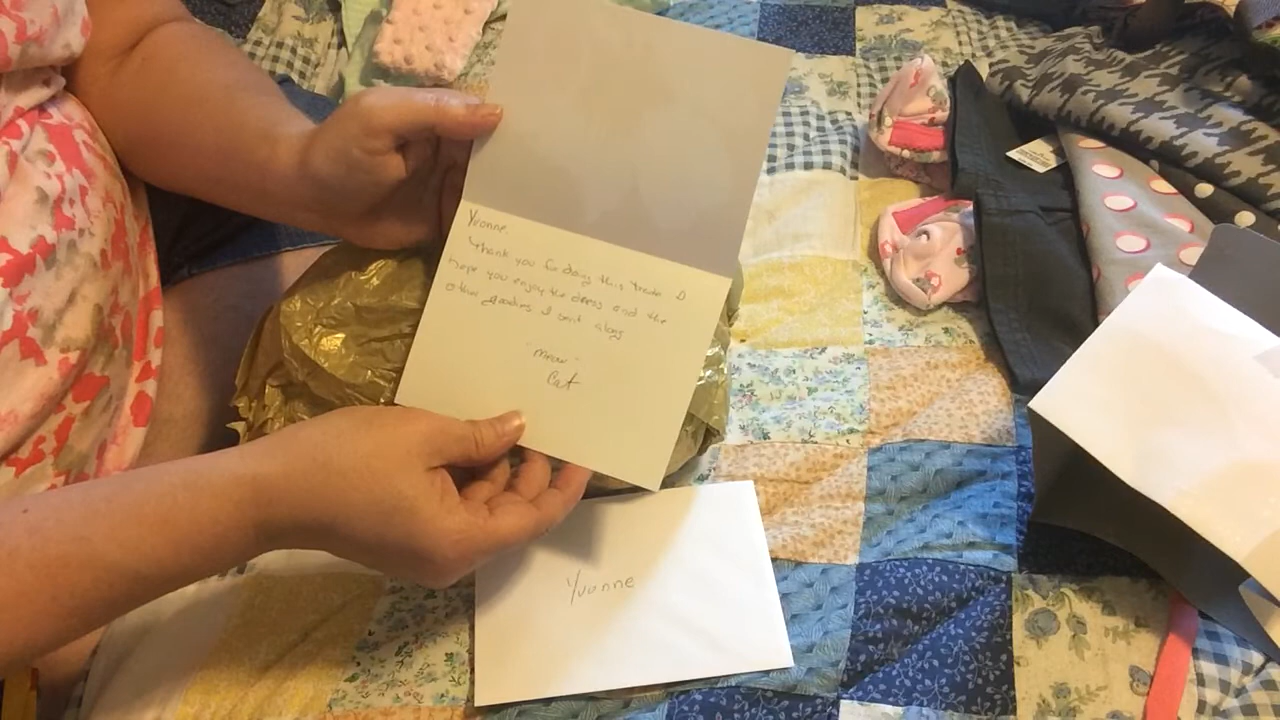 Yvonne,
Thank you for doing this trade I
hope you enjoy the dress and the
other goodies I sent along
"meow"
Cat
Yvonne